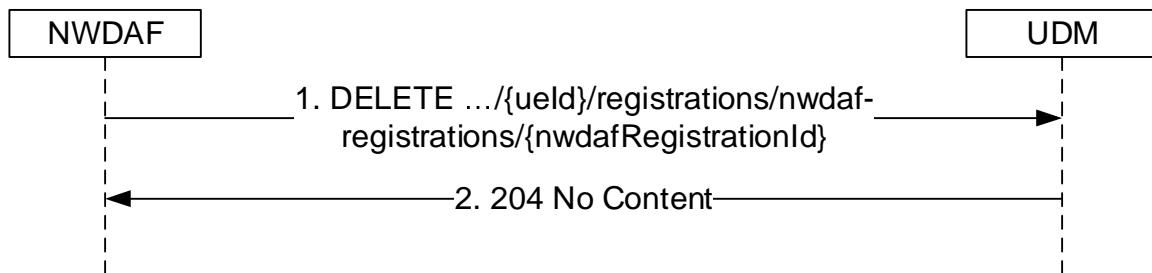 NWDAF
UDM
1. DELETE …/{ueId}/registrations/nwdaf-
registrations/{nwdafRegistrationId}
2. 204 No Content